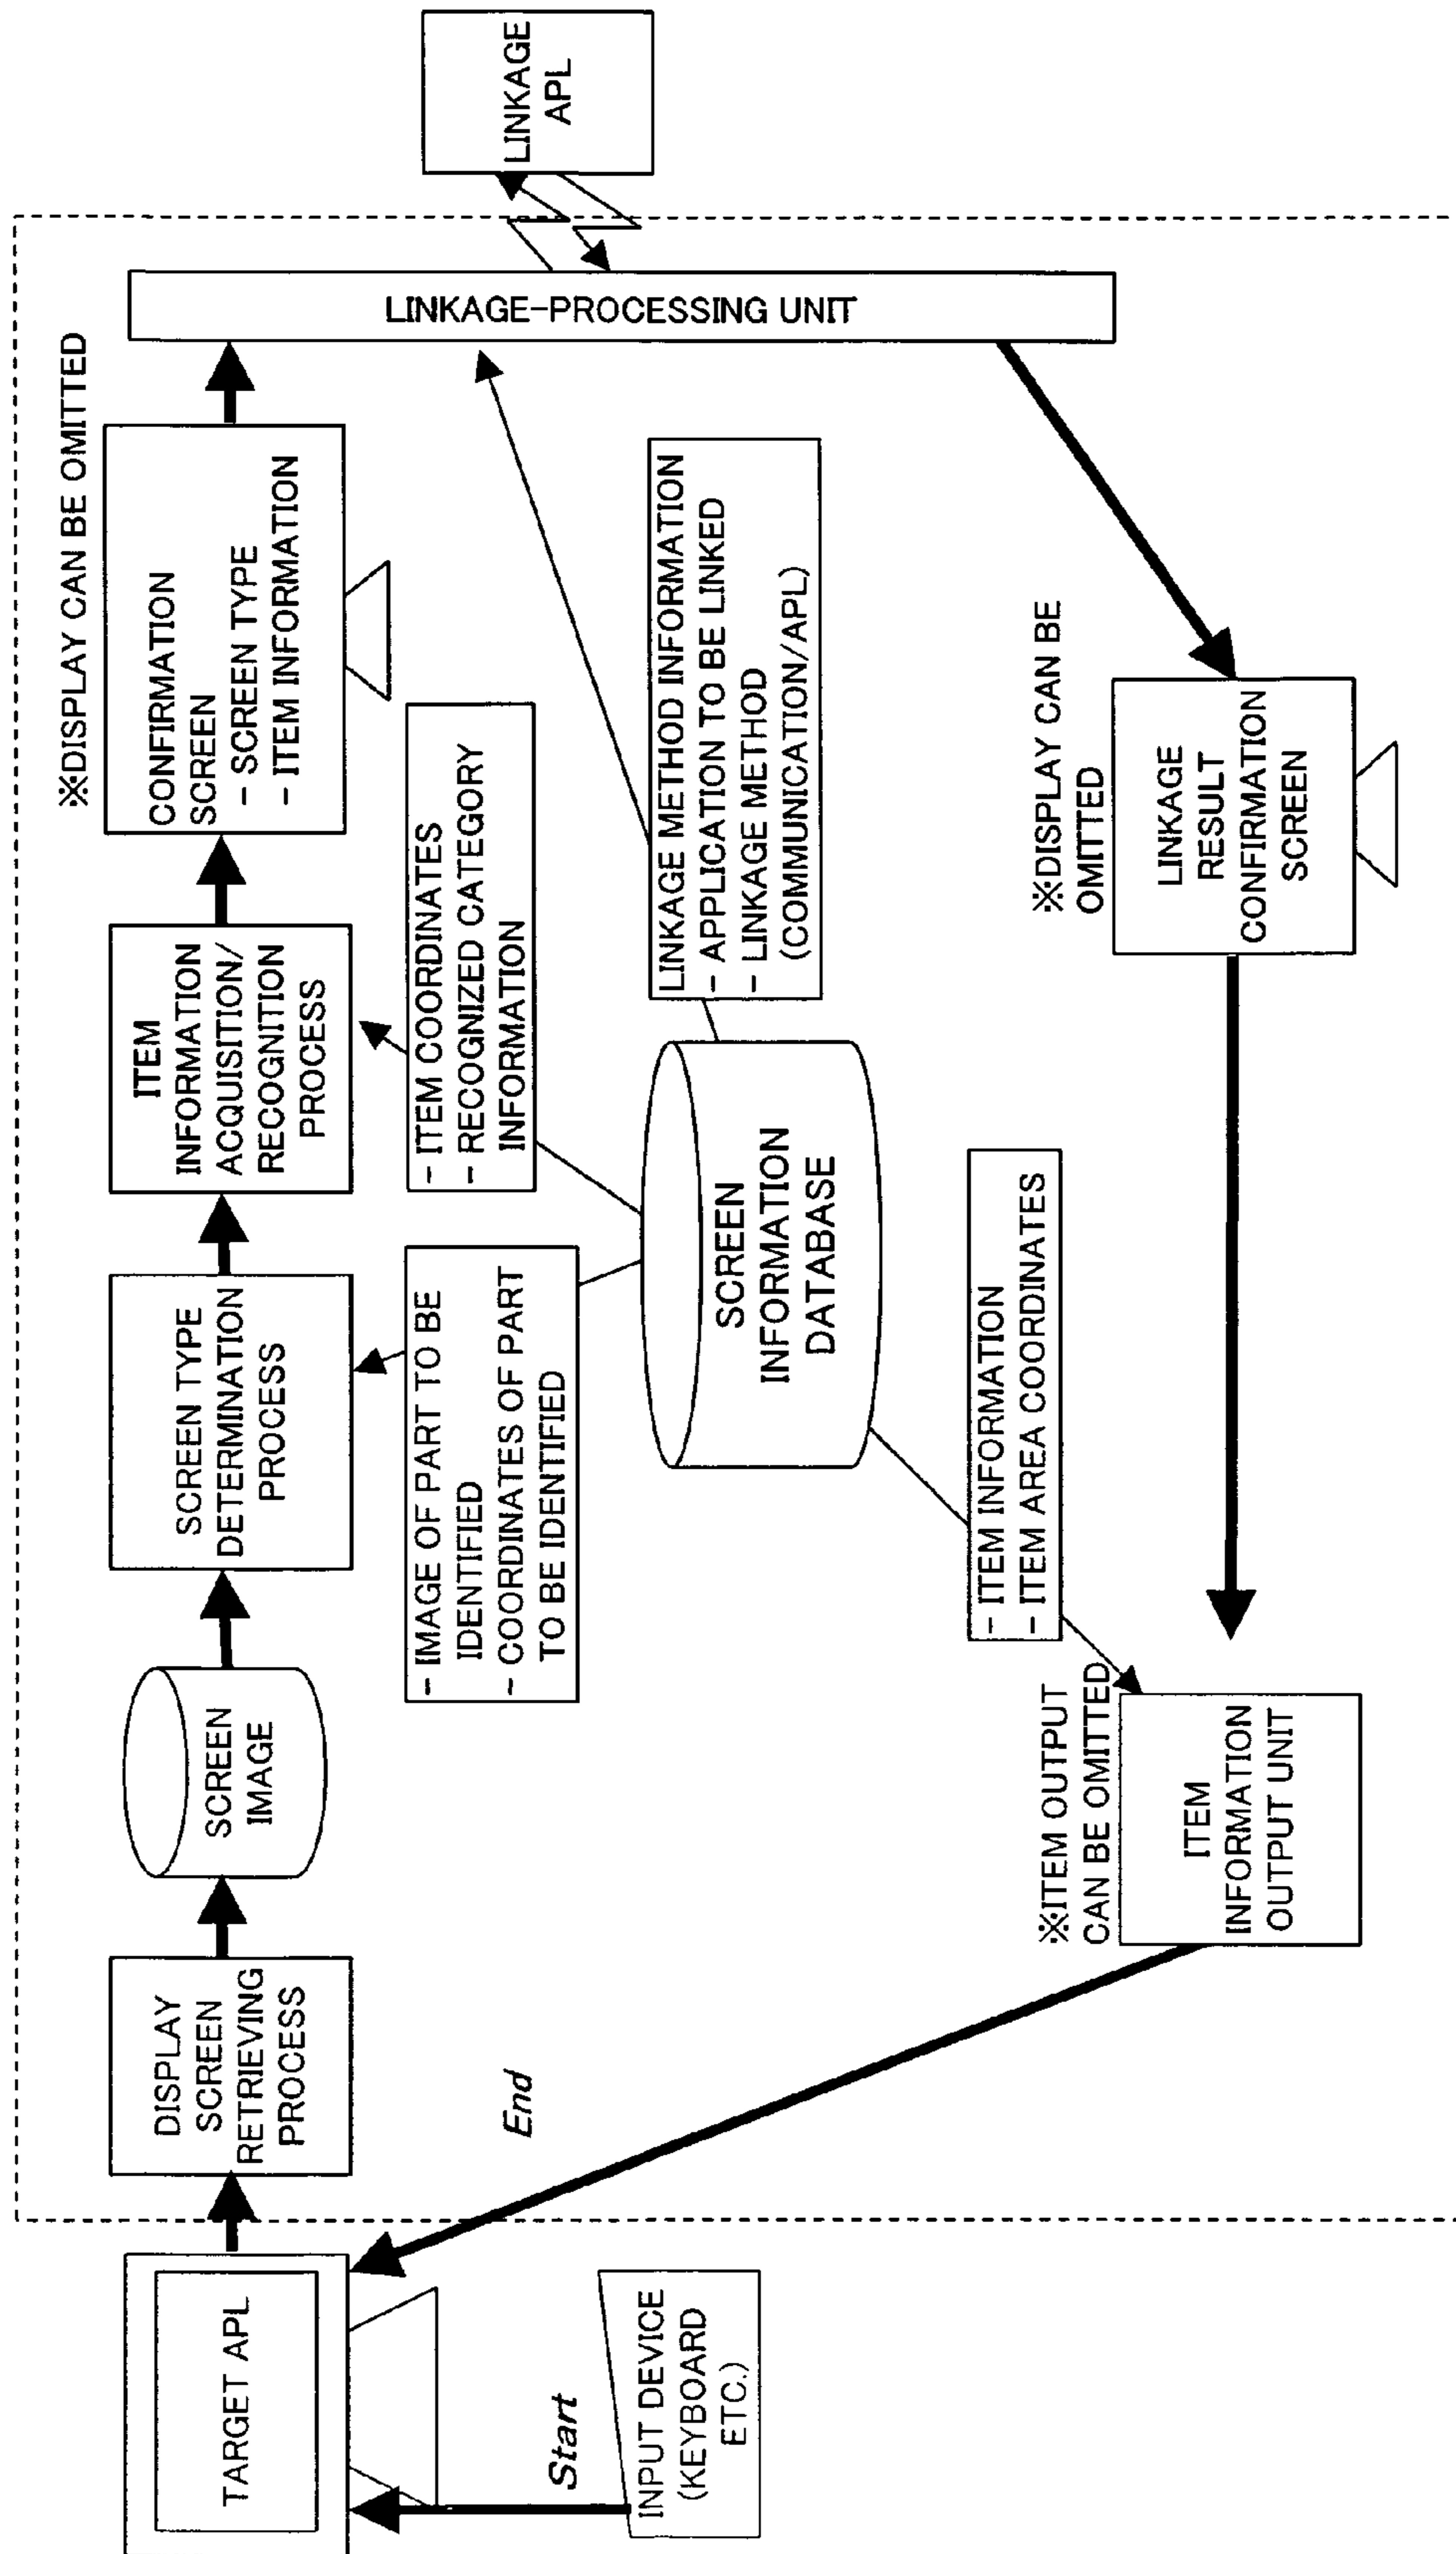 TARGET APL
Start
INPUT DEVICE
(KEYBOARD
ETC.)
DISPLAY
SCREEN
RETRIEVING
PROCESS
End
SCREEN
IMAGE
SCREEN TYPE
DETERMINATION
PROCESS
- IMAGE OF PART TO BE
IDENTIFIED
- COORDINATES OF PART
TO BE IDENTIFIED
ITEM
INFORMATION
ACQUISITION/
RECOGNITION
PROCESS
- ITEM COORDINATES
- RECOGNIZED CATEGORY
INFORMATION
※DISPLAY CAN BE OMITTED
CONFIRMATION
SCREEN
- SCREEN TYPE
- ITEM INFORMATION
LINKAGE-PROCESSING UNIT
LINKAGE
APL
SCREEN
INFORMATION
DATABASE
LINKAGE METHOD INFORMATION
- APPLICATION TO BE LINKED
- LINKAGE METHOD
(COMMUNICATION/APL)
- ITEM INFORMATION
- ITEM AREA COORDINATES
※ITEM OUTPUT
CAN BE OMITTED
ITEM
INFORMATION
OUTPUT UNIT
※DISPLAY CAN BE
OMITTED
LINKAGE
RESULT
CONFIRMATION
SCREEN